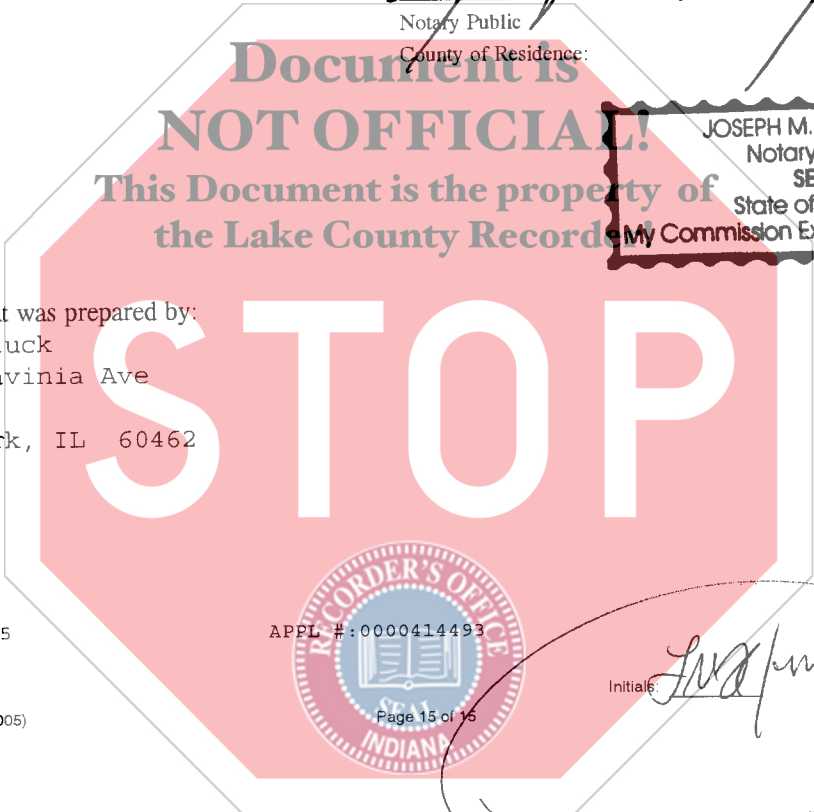 Notary Public
County of Residence:
Document is
NOT OFFICIAL!
This Document is the property of
the Lake County Recorder!
JOSEPH M.
Notary
SE
State of
My Commission Ex
t was prepared by:
uck
vinia Ave
rk, IL 60462
STOP
RECORDER'S OFFICE
SEAL
INDIANA
5
APPL #:0000414493
Initials:
Page 15 of 15
005)